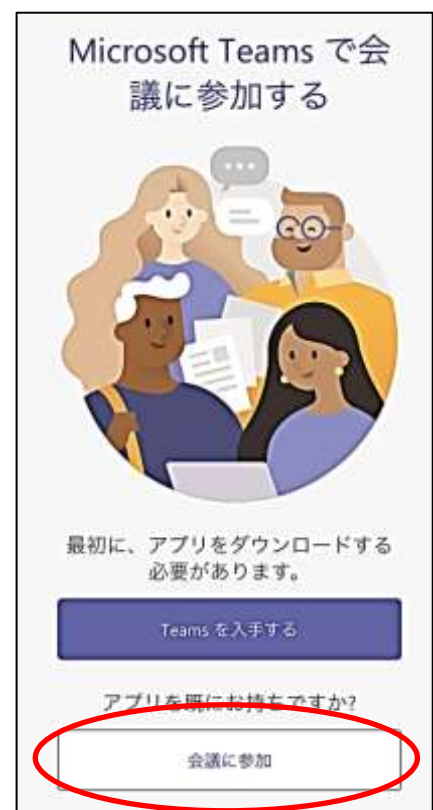 Microsoft Teams で会
議に参加する
最初に、アプリをダウンロードする
必要があります。
Teams を入手する
アプリを既にお持ちですか?
会議に参加